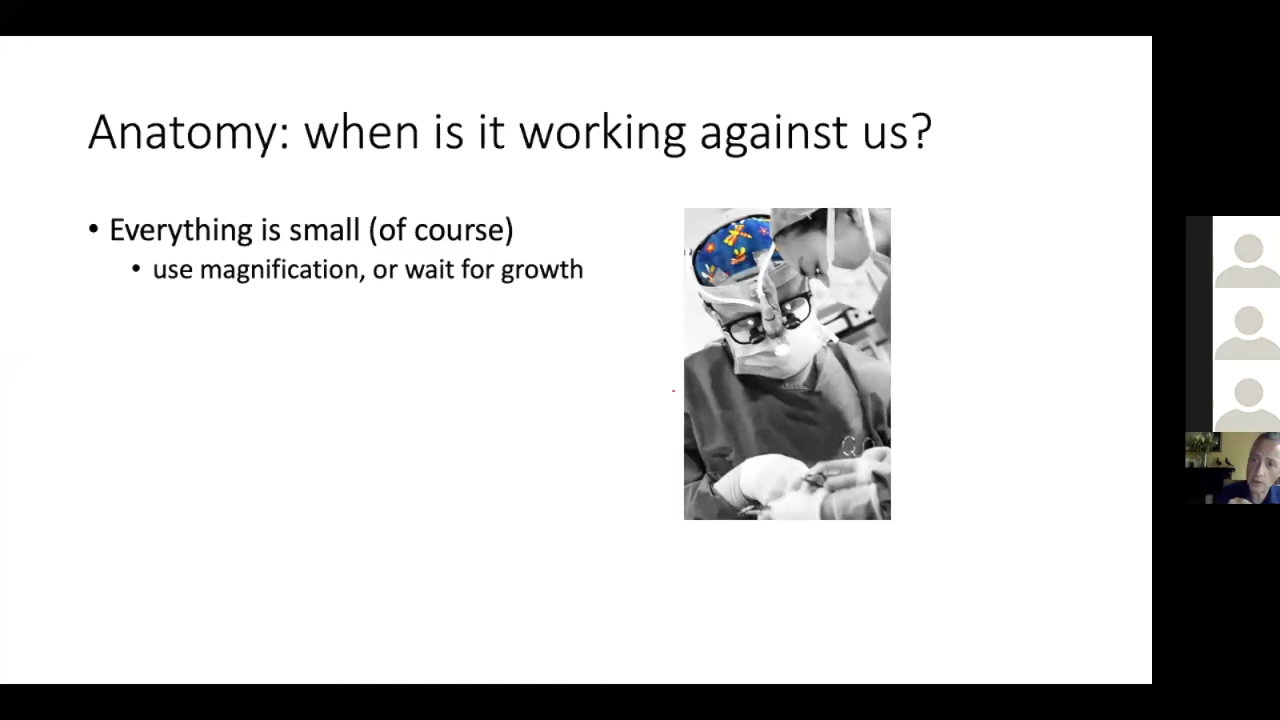 Anatomy: when is it working against us?
• Everything is small (of course)
• use magnification, or wait for growth